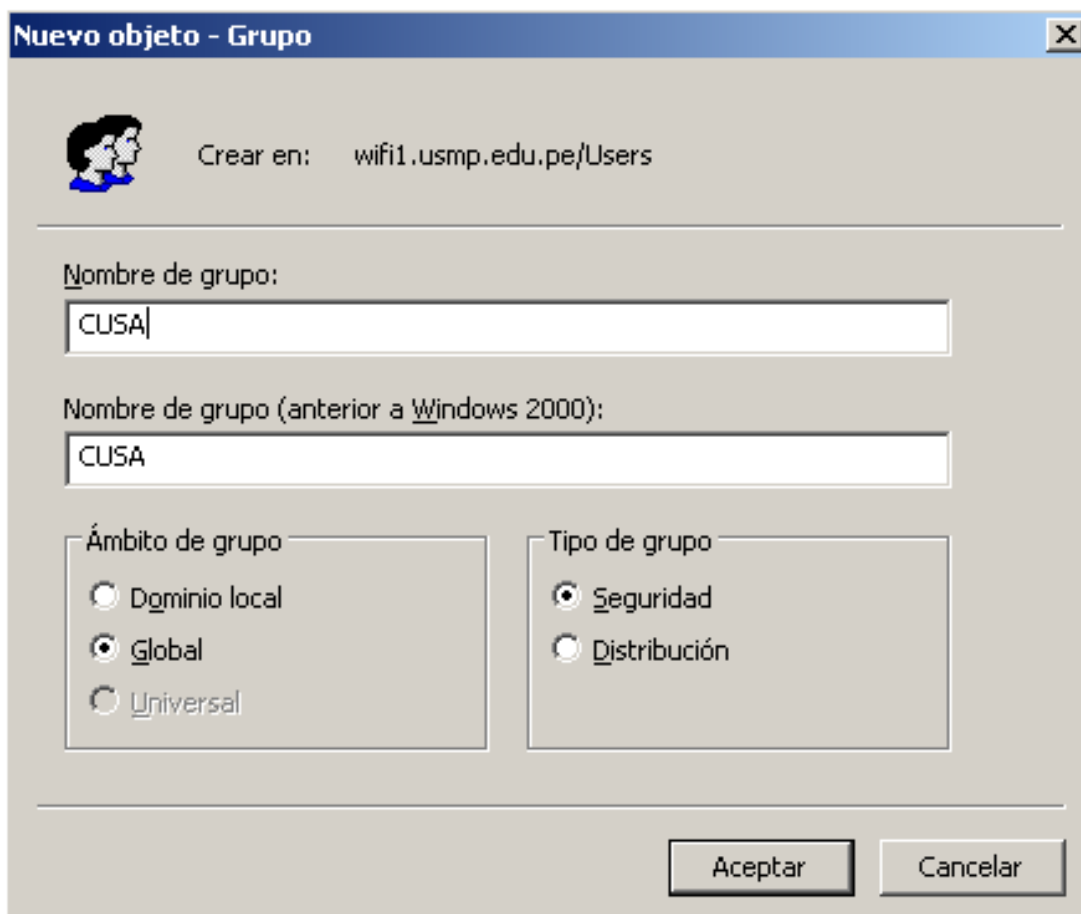 Nuevo objeto - Grupo
Crear en: wifi1.usmp.edu.pe/Users
Nombre de grupo:
CUSA
Nombre de grupo (anterior a Windows 2000):
CUSA
Ámbito de grupo
Dominio local
Global
Universal
Tipo de grupo
Seguridad
Distribución
Aceptar
Cancelar